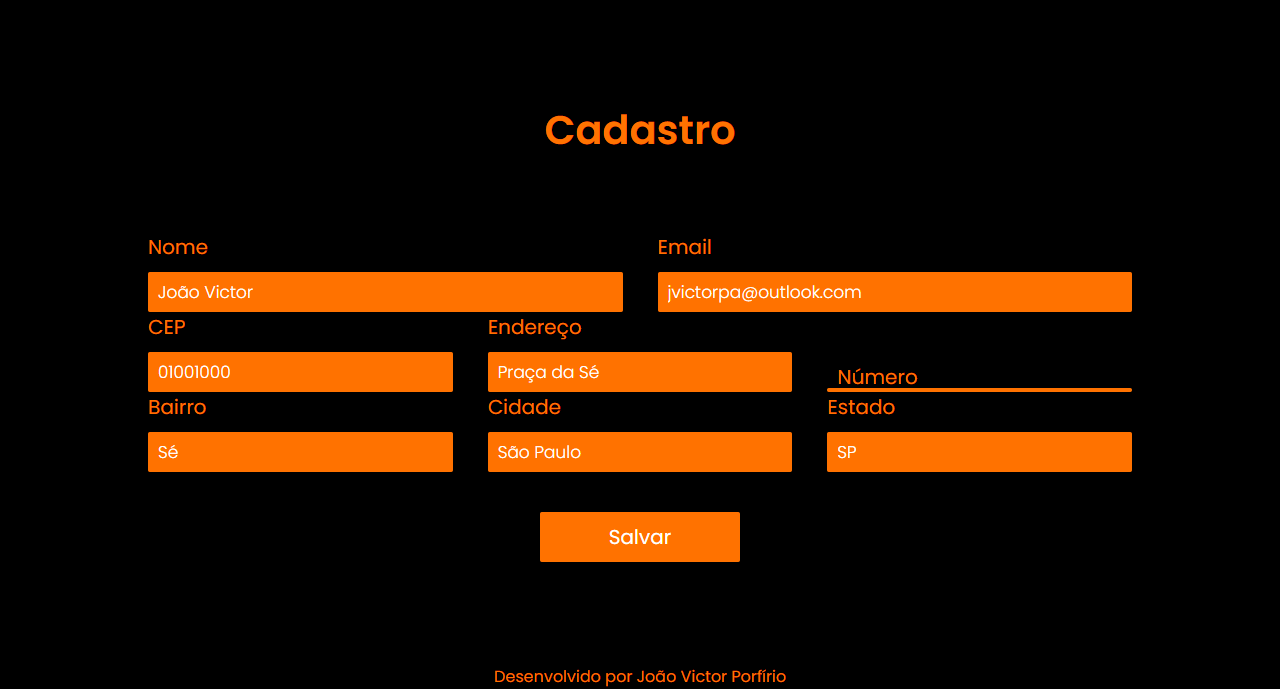 Cadastro
Nome Email
João Victor jvictorpa@outlook.com
CEP Endereço
01001000 Praça da Sé Número
Bairro Cidade Estado
Sé São Paulo SP
Salvar
Desenvolvido por João Victor Porfírio